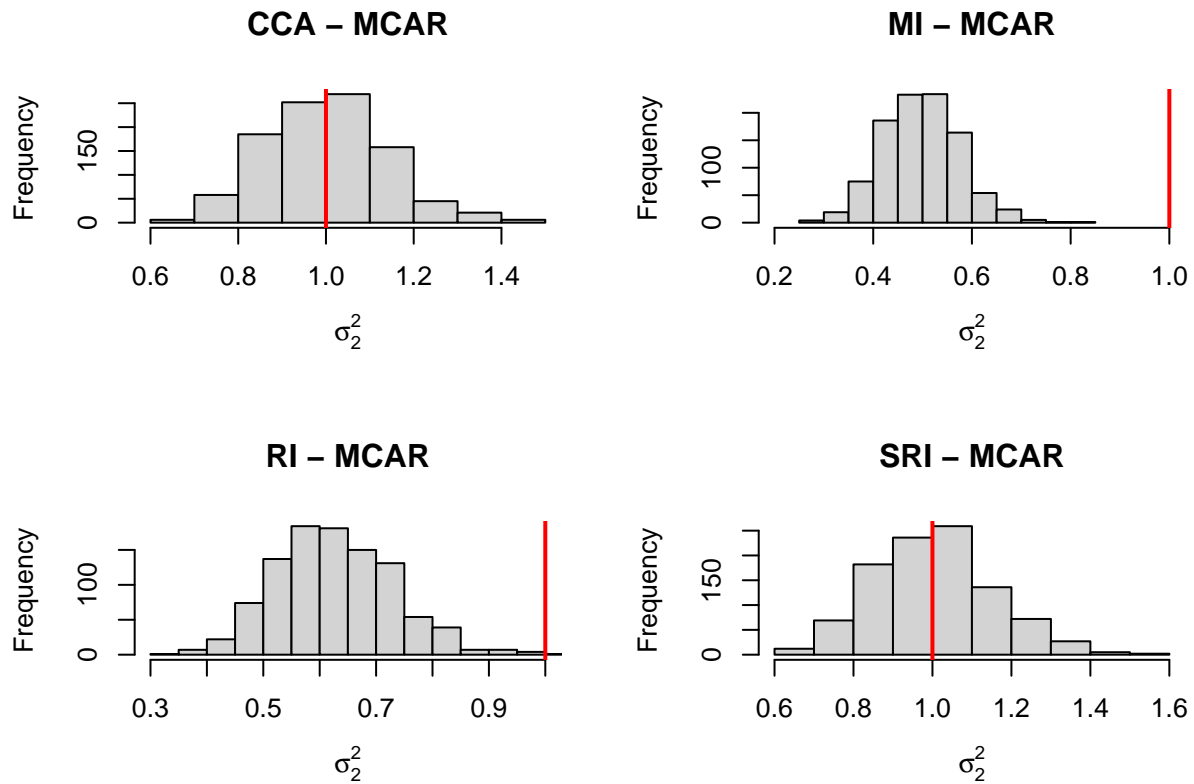 CCA – MCAR
Frequency
0
150
0.6 0.8 1.0 1.2 1.4
σ₂²
MI – MCAR
Frequency
0
100
0.2 0.4 0.6 0.8 1.0
σ₂²
RI – MCAR
Frequency
0
100
0.3 0.5 0.7 0.9
σ₂²
SRI – MCAR
Frequency
0
150
0.6 0.8 1.0 1.2 1.4 1.6
σ₂²